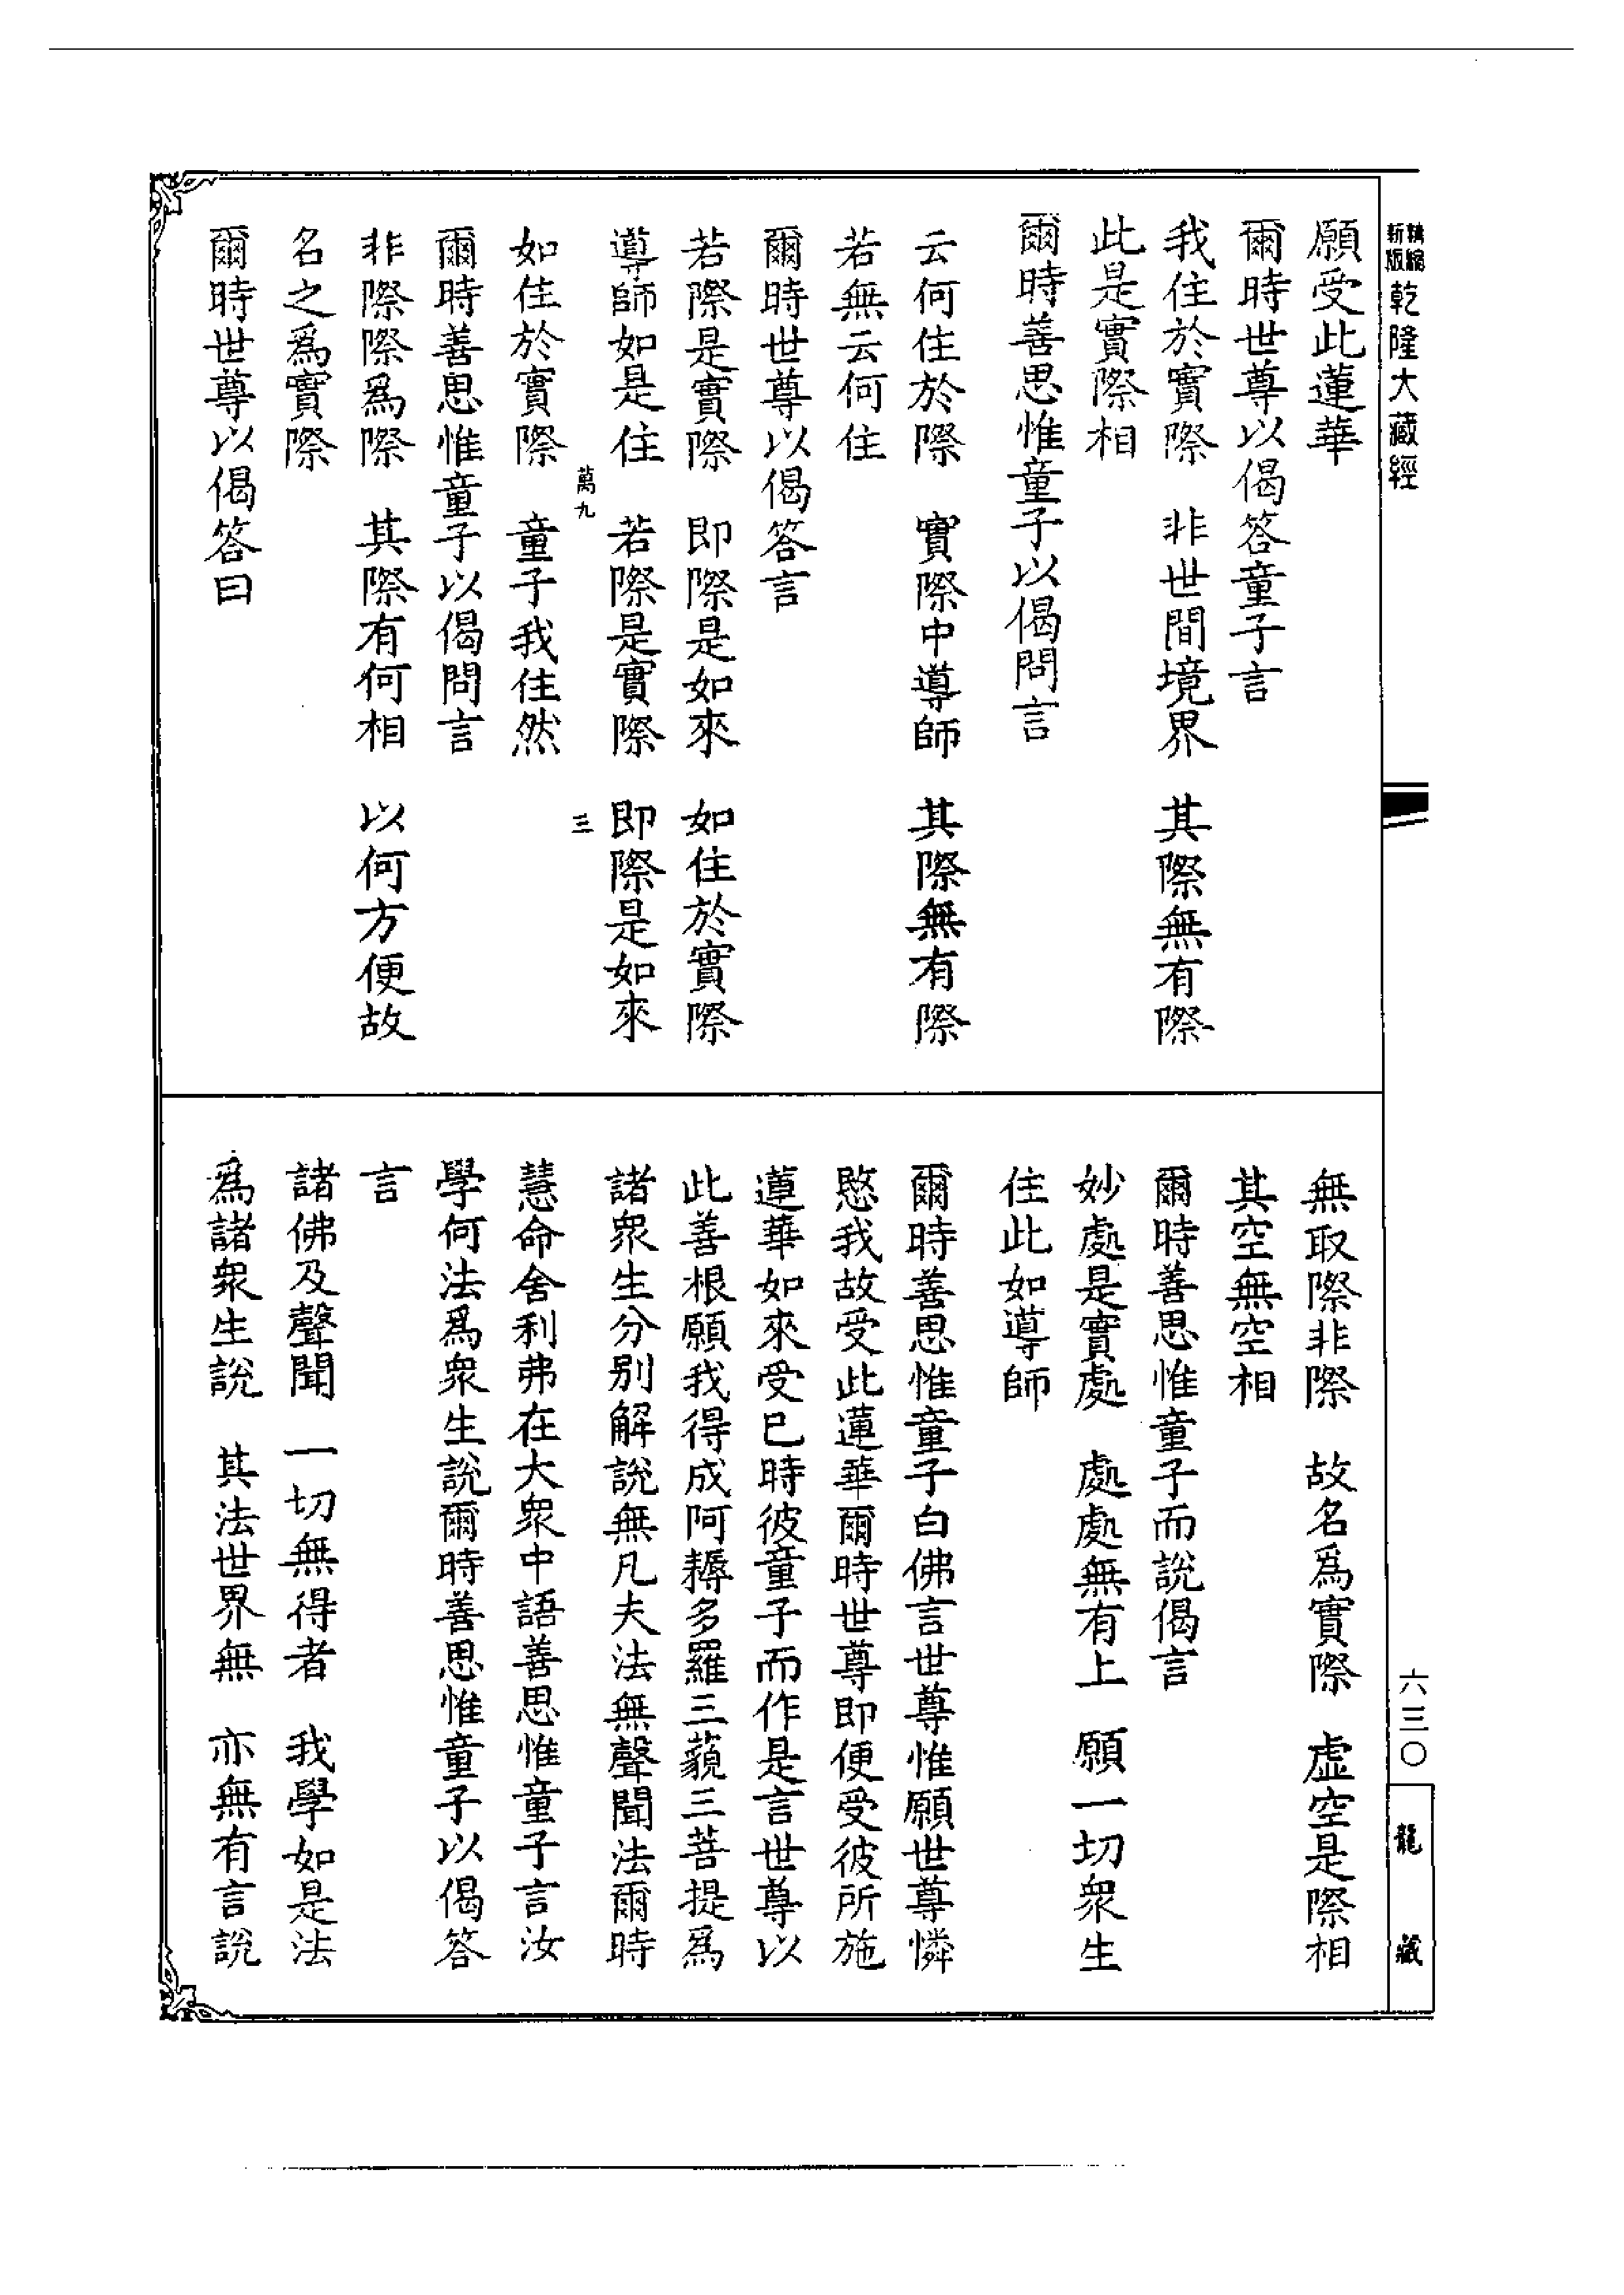 精縮新版乾隆大藏經
願受此蓮華
爾時世尊以偈答童子言
我住於實際　非世間境界　其際無有際
此是實際相
爾時善思惟童子以偈問言
云何住於際　實際中導師　其際無有際
若無云何住
爾時世尊以偈答言
若際是實際　即際是如來　如住於實際
導師如是住　若際是實際　即際是如來
萬九　三
如住於實際　童子我住然
爾時善思惟童子以偈問言
非際際爲際　其際有何相　以何方便故
名之爲實際
爾時世尊以偈答曰
無取際非際　故名爲實際　虛空是際相
其空無空相
爾時善思惟童子而說偈言
妙處是實處　處處無有上　願一切衆生
住此如導師
爾時善思惟童子白佛言世尊惟願世尊憐
愍我故受此蓮華爾時世尊即便受彼所施
蓮華如來受已時彼童子而作是言世尊以
此善根願我得成阿耨多羅三藐三菩提爲
諸衆生分別解說無凡夫法無聲聞法爾時
慧命舍利弗在大衆中語善思惟童子言汝
學何法爲衆生說爾時善思惟童子以偈答
言
諸佛及聲聞　一切無得者　我學如是法
爲諸衆生說　其法世界無　亦無有言說
六三〇
龍藏